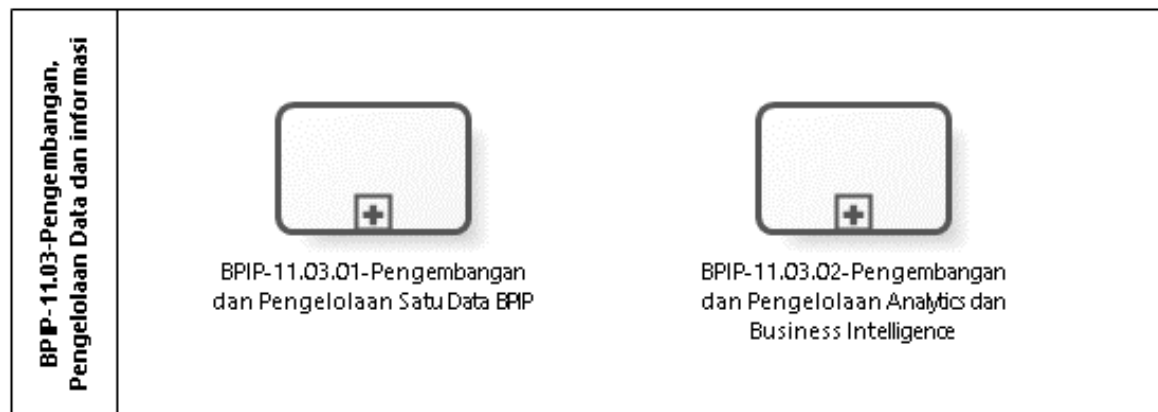 BPIP-11.03-Pengembangan,
Pengelolaan Data dan informasi
BPIP-11.03.01-Pengembangan
dan Pengelolaan Satu Data BPIP
BPIP-11.03.02-Pengembangan
dan Pengelolaan Analytics dan
Business Intelligence